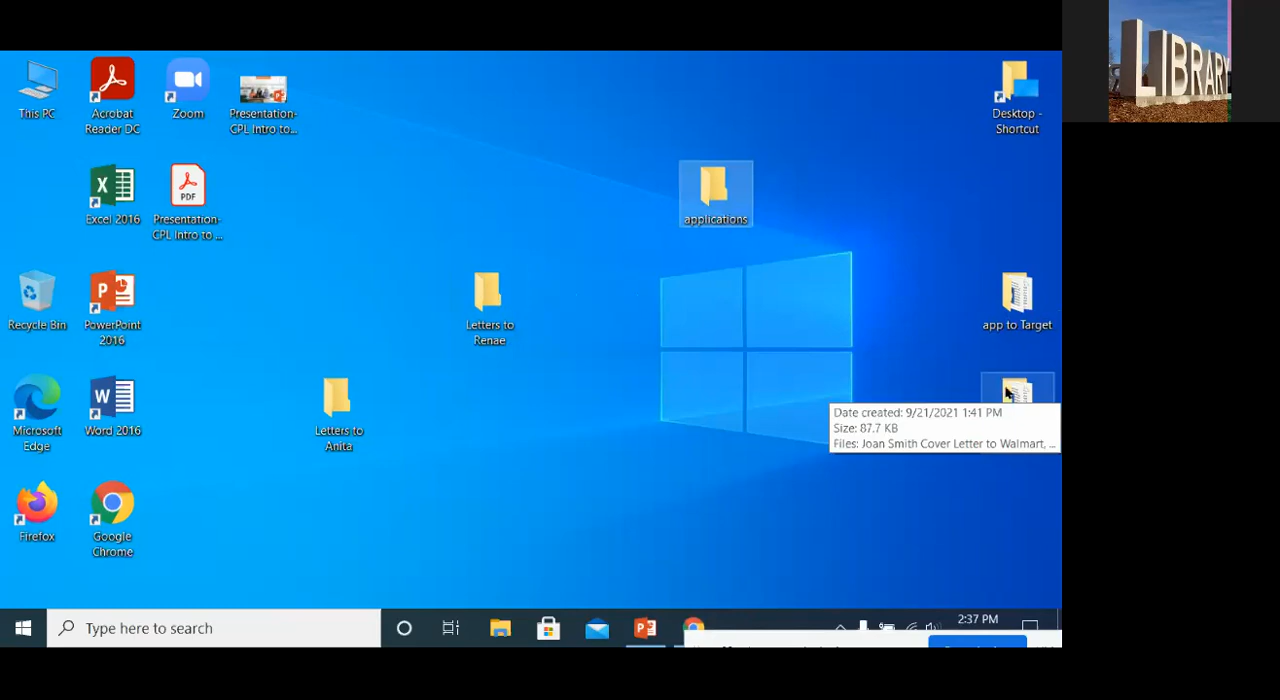 This PC
Acrobat
Reader DC
Zoom
Presentation-
CPL Intro to...
Desktop -
Shortcut
LIBRARY
Excel 2016
Presentation-
CPL Intro to ...
applications
Recycle Bin
PowerPoint
2016
Letters to
Renae
app to Target
Microsoft
Edge
Word 2016
Letters to
Anita
Date created: 9/21/2021 1:41 PM
Size: 87.7 KB
Files: Joan Smith Cover Letter to Walmart, ...
Firefox
Google
Chrome
Type here to search
2:37 PM